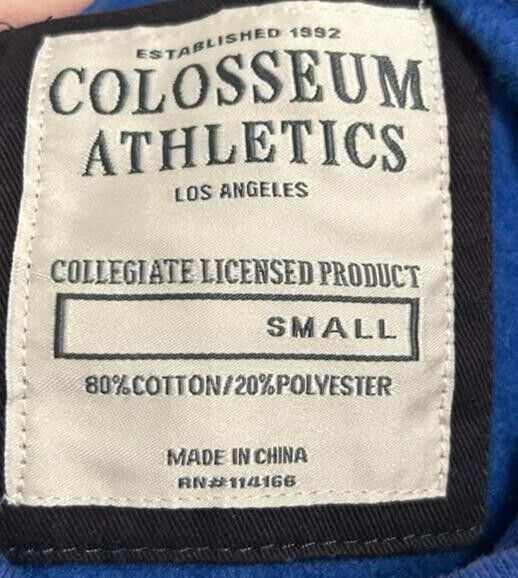 ESTABLISHED 1992
COLOSSEUM
ATHLETICS
LOS ANGELES
COLLEGIATE LICENSED PRODUCT
SMALL
80%COTTON/20%POLYESTER
MADE IN CHINA
RN#114166